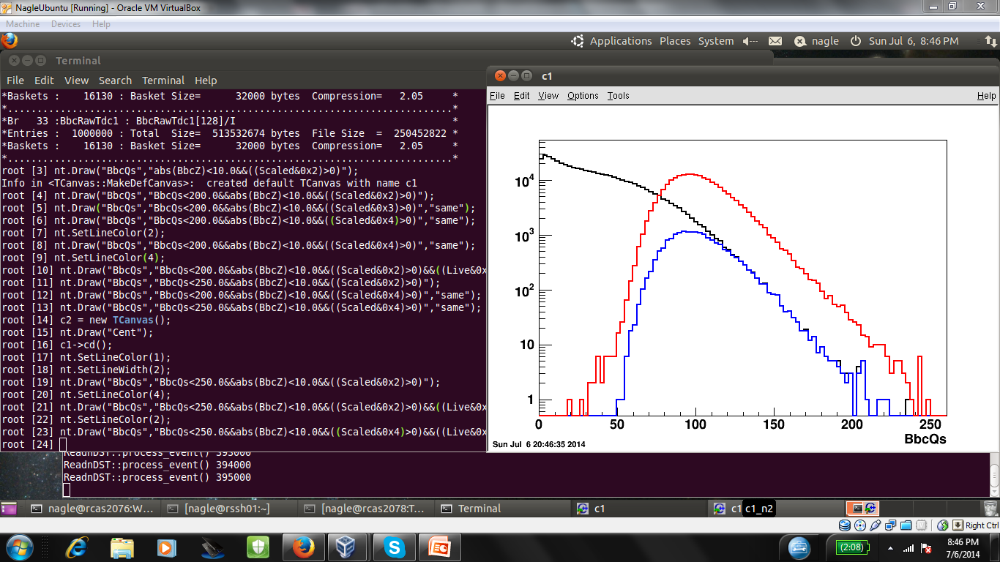 NagleUbuntu [Running] - Oracle VM VirtualBox
Machine Devices Help
Applications Places System nagle Sun Jul 6, 8:46 PM
Terminal
File Edit View Search Terminal Help
*Baskets : 16130 : Basket Size= 32000 bytes Compression= 2.05 *
*...........................................................................*
*Br 33 :BbcRawTdc1 : BbcRawTdc1[128]/I *
*Entries : 1000000 : Total Size= 513532674 bytes File Size = 250452822 *
*Baskets : 16130 : Basket Size= 32000 bytes Compression= 2.05 *
*...........................................................................*
root [3] nt.Draw("BbcQs","abs(BbcZ)<10.0&&((Scaled&0x2)>0)");
Info in <TCanvas::MakeDefCanvas>: created default TCanvas with name c1
root [4] nt.Draw("BbcQs","BbcQs<200.0&&abs(BbcZ)<10.0&&((Scaled&0x2)>0)");
root [5] nt.Draw("BbcQs","BbcQs<200.0&&abs(BbcZ)<10.0&&((Scaled&0x3)>0)","same");
root [6] nt.Draw("BbcQs","BbcQs<200.0&&abs(BbcZ)<10.0&&((Scaled&0x4)>0)","same");
root [7] nt.SetLineColor(2);
root [8] nt.Draw("BbcQs","BbcQs<200.0&&abs(BbcZ)<10.0&&((Scaled&0x4)>0)","same");
root [9] nt.SetLineColor(4);
root [10] nt.Draw("BbcQs","BbcQs<200.0&&abs(BbcZ)<10.0&&((Scaled&0x2)>0)&&((Live&0x
root [11] nt.Draw("BbcQs","BbcQs<250.0&&abs(BbcZ)<10.0&&((Scaled&0x2)>0)");
root [12] nt.Draw("BbcQs","BbcQs<200.0&&abs(BbcZ)<10.0&&((Scaled&0x4)>0)","same");
root [13] nt.Draw("BbcQs","BbcQs<250.0&&abs(BbcZ)<10.0&&((Scaled&0x4)>0)","same");
root [14] c2 = new TCanvas();
root [15] nt.Draw("Cent");
root [16] c1->cd();
root [17] nt.SetLineColor(1);
root [18] nt.SetLineWidth(2);
root [19] nt.Draw("BbcQs","BbcQs<250.0&&abs(BbcZ)<10.0&&((Scaled&0x2)>0)");
root [20] nt.SetLineColor(4);
root [21] nt.Draw("BbcQs","BbcQs<250.0&&abs(BbcZ)<10.0&&((Scaled&0x2)>0)&&((Live&0x
root [22] nt.SetLineColor(2);
root [23] nt.Draw("BbcQs","BbcQs<250.0&&abs(BbcZ)<10.0&&((Scaled&0x4)>0)&&((Live&0x
root [24]
c1
File Edit View Options Tools Help
10^4
10^3
10^2
10
1
0 50 100 150 200 250
BbcQs
Sun Jul 6 20:46:35 2014
ReadnDST::process_event() 393000
ReadnDST::process_event() 394000
ReadnDST::process_event() 395000
nagle@rcas2076:W... [nagle@rssh01:~] [nagle@rcas2078:T... Terminal c1 c1 c1_n2
Right Ctrl
(2:08)
8:46 PM
7/6/2014